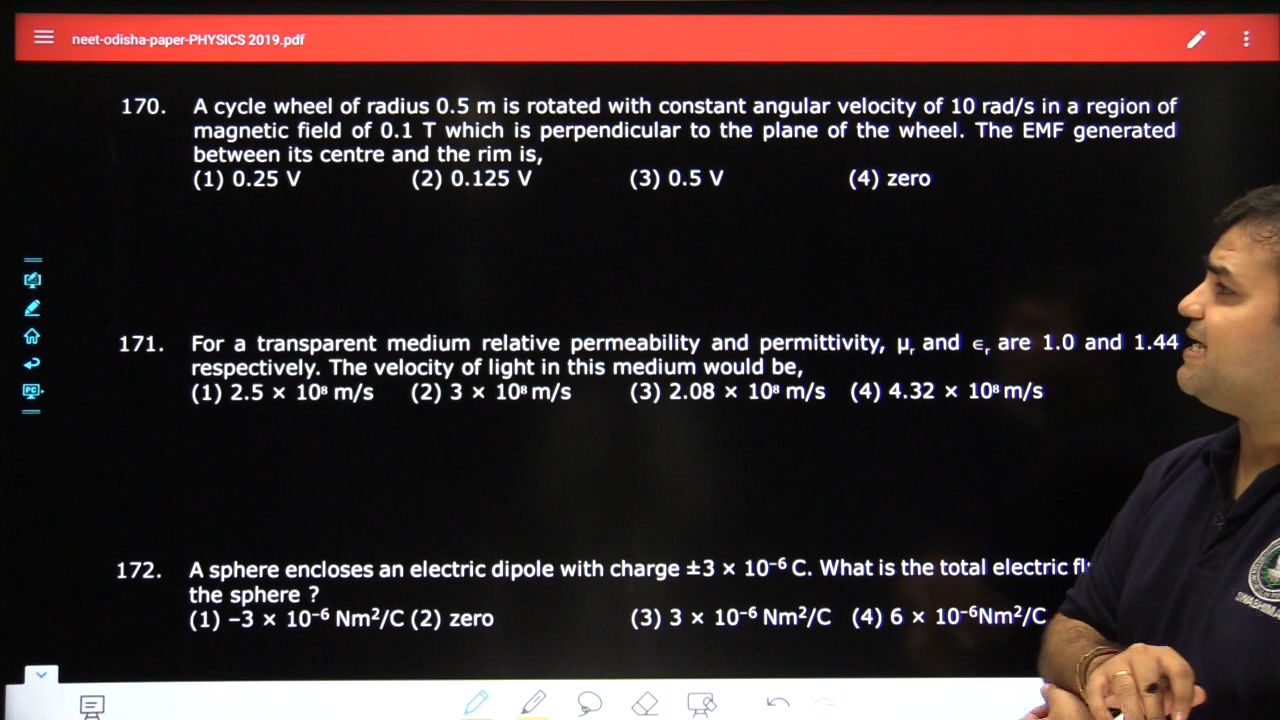 neet-odisha-paper-PHYSICS 2019.pdf
170. A cycle wheel of radius 0.5 m is rotated with constant angular velocity of 10 rad/s in a region of
magnetic field of 0.1 T which is perpendicular to the plane of the wheel. The EMF generated
between its centre and the rim is,
(1) 0.25 V (2) 0.125 V (3) 0.5 V (4) zero
171. For a transparent medium relative permeability and permittivity, μᵣ and ϵᵣ are 1.0 and 1.44
respectively. The velocity of light in this medium would be,
(1) 2.5 × 10⁸ m/s (2) 3 × 10⁸ m/s (3) 2.08 × 10⁸ m/s (4) 4.32 × 10⁸ m/s
172. A sphere encloses an electric dipole with charge ±3 × 10⁻⁶ C. What is the total electric
the sphere ?
(1) –3 × 10⁻⁶ Nm²/C (2) zero (3) 3 × 10⁻⁶ Nm²/C (4) 6 × 10⁻⁶Nm²/C
PC